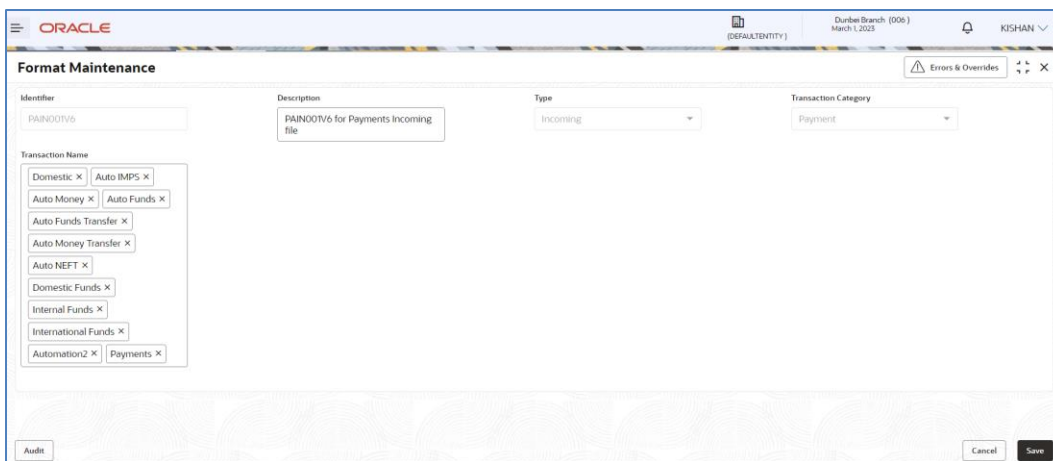 ORACLE
(DEFAULTENTITY)
Dunbei Branch (006)
March 1, 2023
KISHAN
Format Maintenance
Errors & Overrides
Identifier
Description
Type
Transaction Category
PAIN001V6
PAIN001V6 for Payments Incoming
file
Incoming
Payment
Transaction Name
Domestic × Auto IMPS ×
Auto Money × Auto Funds ×
Auto Funds Transfer ×
Auto Money Transfer ×
Auto NEFT ×
Domestic Funds ×
Internal Funds ×
International Funds ×
Automation2 × Payments ×
Audit
Cancel
Save